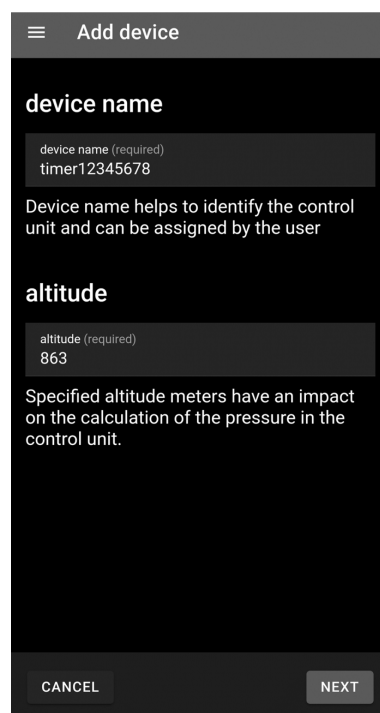 Add device
device name
device name (required)
timer12345678
Device name helps to identify the control
unit and can be assigned by the user
altitude
altitude (required)
863
Specified altitude meters have an impact
on the calculation of the pressure in the
control unit.
CANCEL
NEXT